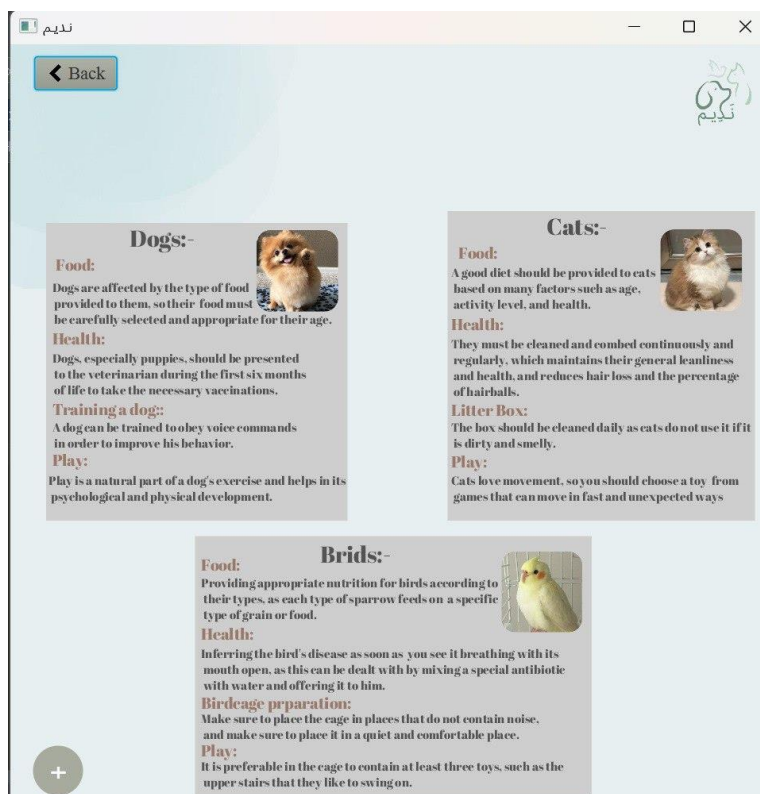 نديم
Back
نَديم
Dogs:-
Food:
Dogs are affected by the type of food
provided to them, so their food must
be carefully selected and appropriate for their age.
Health:
Dogs, especially puppies, should be presented
to the veterinarian during the first six months
of life to take the necessary vaccinations.
Training a dog::
A dog can be trained to obey voice commands
in order to improve his behavior.
Play:
Play is a natural part of a dog's exercise and helps in its
psychological and physical development.
Cats:-
Food:
A good diet should be provided to cats
based on many factors such as age,
activity level, and health.
Health:
They must be cleaned and combed continuously and
regularly, which maintains their general leanliness
and health, and reduces hair loss and the percentage
of hairballs.
Litter Box:
The box should be cleaned daily as cats do not use it if it
is dirty and smelly.
Play:
Cats love movement, so you should choose a toy from
games that can move in fast and unexpected ways
Brids:-
Food:
Providing appropriate nutrition for birds according to
their types, as each type of sparrow feeds on a specific
type of grain or food.
Health:
Inferring the bird's disease as soon as you see it breathing with its
mouth open, as this can be dealt with by mixing a special antibiotic
with water and offering it to him.
Birdcage prparation:
Make sure to place the cage in places that do not contain noise,
and make sure to place it in a quiet and comfortable place.
Play:
It is preferable in the cage to contain at least three toys, such as the
upper stairs that they like to swing on.
+